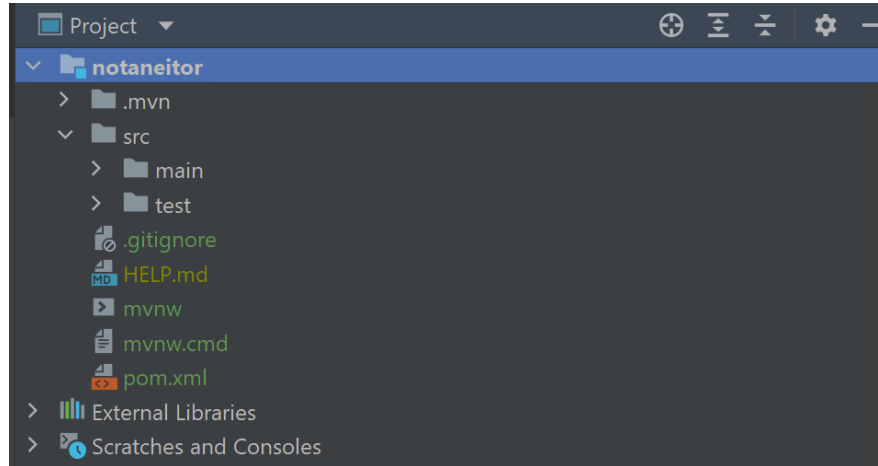 Project
notaneitor
.mvn
src
main
test
.gitignore
MD HELP.md
mvnw
mvnw.cmd
pom.xml
External Libraries
Scratches and Consoles